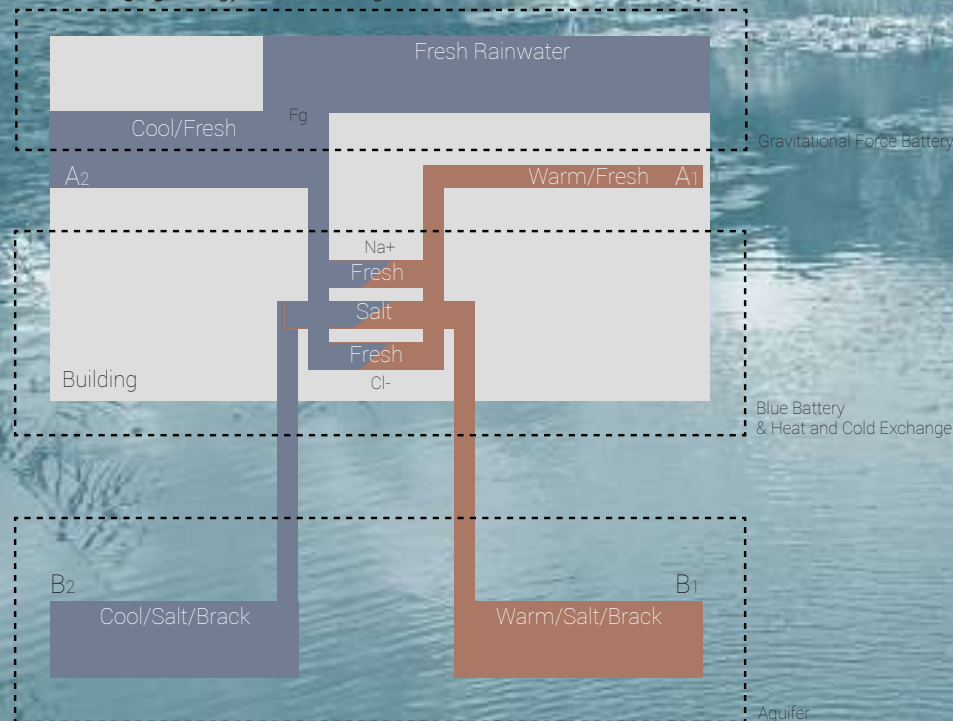 Fresh Rainwater
Fg
Cool/Fresh
Gravitational Force Battery
A2
Warm/Fresh A1
Na+
Fresh
Salt
Fresh
Cl-
Building
Blue Battery
& Heat and Cold Exchange
B2
B1
Cool/Salt/Brack
Warm/Salt/Brack
Aquifer